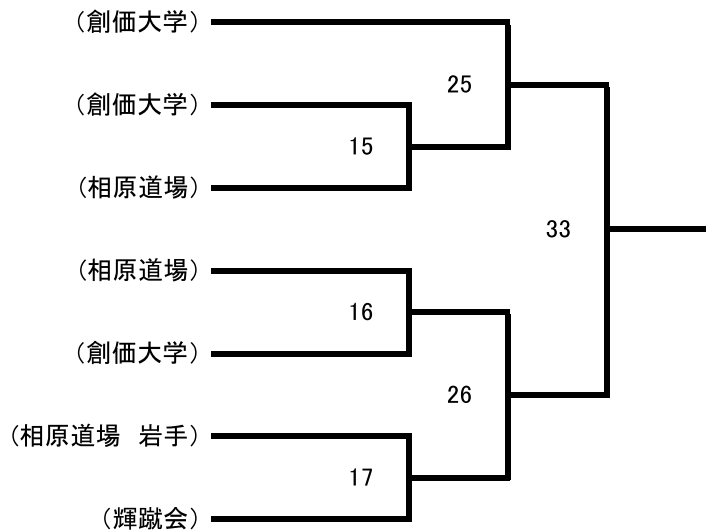 （創価大学）
25
（創価大学）
15
（相原道場）
33
（相原道場）
16
（創価大学）
26
（相原道場　岩手）
17
（輝蹴会）